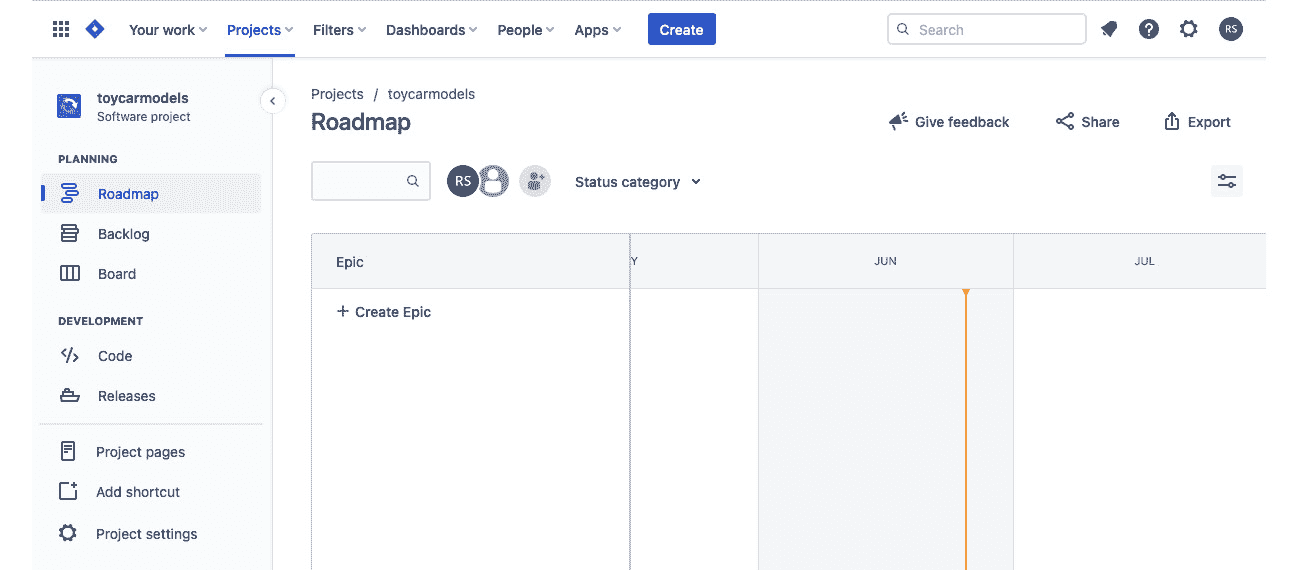 Your work Projects Filters Dashboards People Apps Create Search RS
toycarmodels
Software project
Projects / toycarmodels
Roadmap
Give feedback Share Export
PLANNING
RS Status category
Roadmap
Backlog
Board
Epic Y JUN JUL
+ Create Epic
DEVELOPMENT
Code
Releases
Project pages
Add shortcut
Project settings